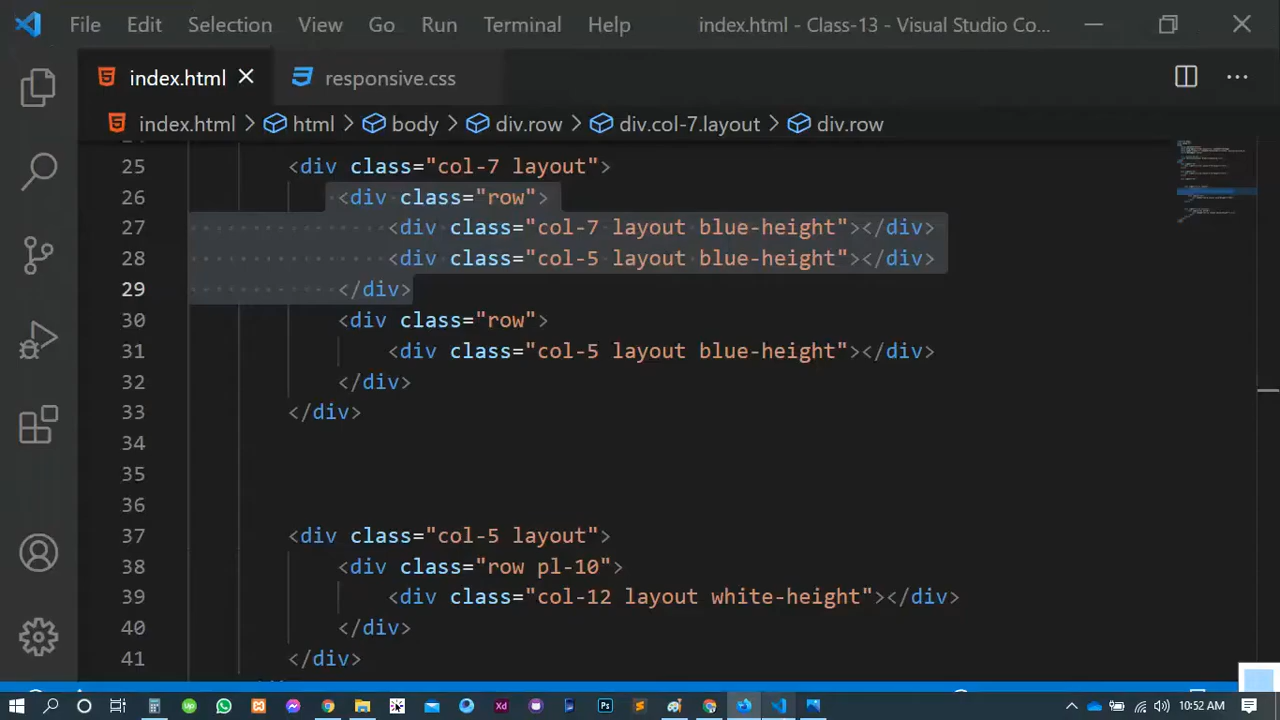 File Edit Selection View Go Run Terminal Help index.html - Class-13 - Visual Studio Co...
index.html responsive.css
index.html > html > body > div.row > div.col-7.layout > div.row
25 <div class="col-7 layout">
26 <div class="row">
27 <div class="col-7 layout blue-height"></div>
28 <div class="col-5 layout blue-height"></div>
29 </div>
30 <div class="row">
31 <div class="col-5 layout blue-height"></div>
32 </div>
33 </div>
34
35
36
37 <div class="col-5 layout">
38 <div class="row pl-10">
39 <div class="col-12 layout white-height"></div>
40 </div>
41 </div>
Xd Ps 10:52 AM